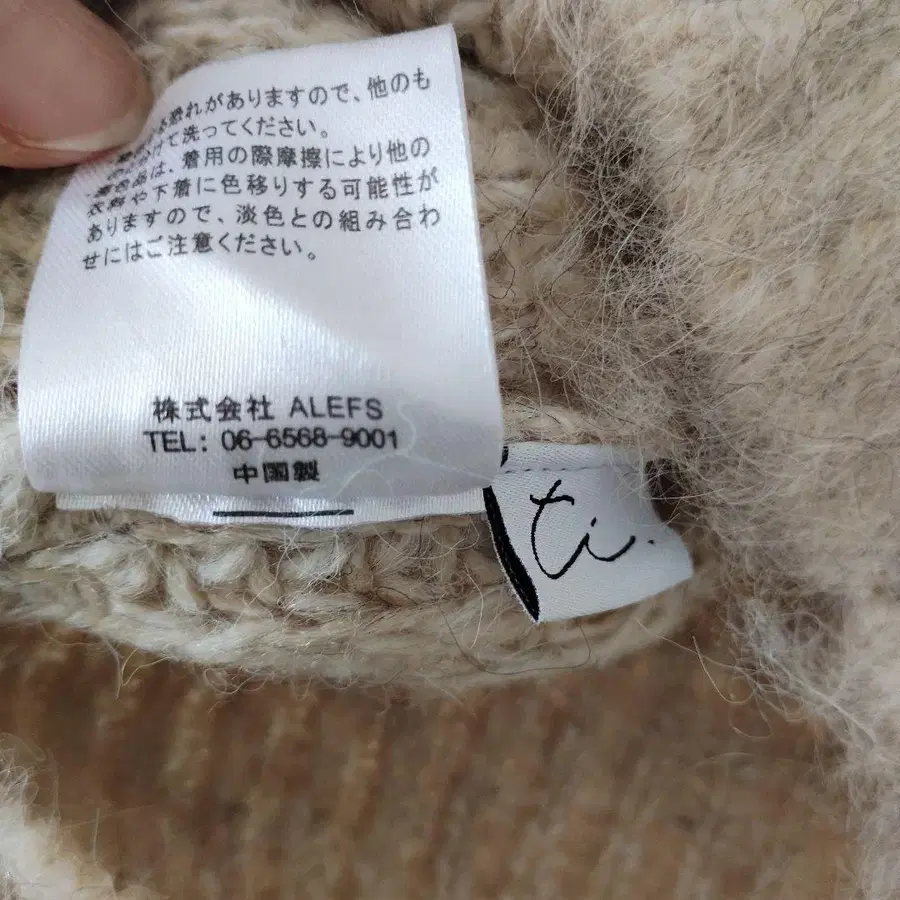 恐れがありますので、他のも
けて洗ってください。
色品は、着用の際摩擦により他の
衣料や下着に色移りする可能性が
ありますので、淡色との組み合わ
せにはご注意ください。
株式会社 ALEFS
TEL: 06-6568-9001
中国製
ti.